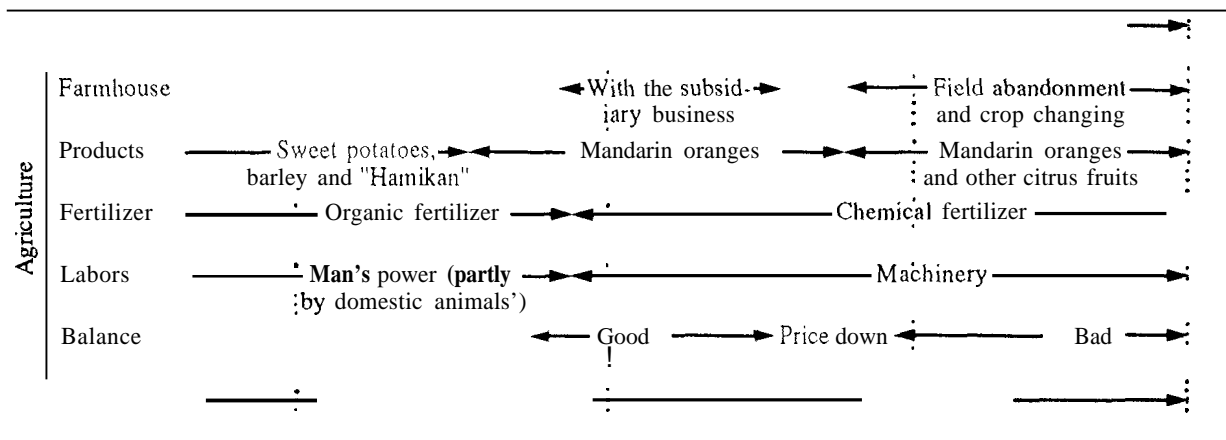 Agriculture
Farmhouse
With the subsid-
iary business
Field abandonment
and crop changing
Products
Sweet potatoes,
barley and "Hamikan"
Mandarin oranges
Mandarin oranges
and other citrus fruits
Fertilizer
Organic fertilizer
Chemical fertilizer
Labors
Man's power (partly
by domestic animals')
Machinery
Balance
Good
Price down
Bad